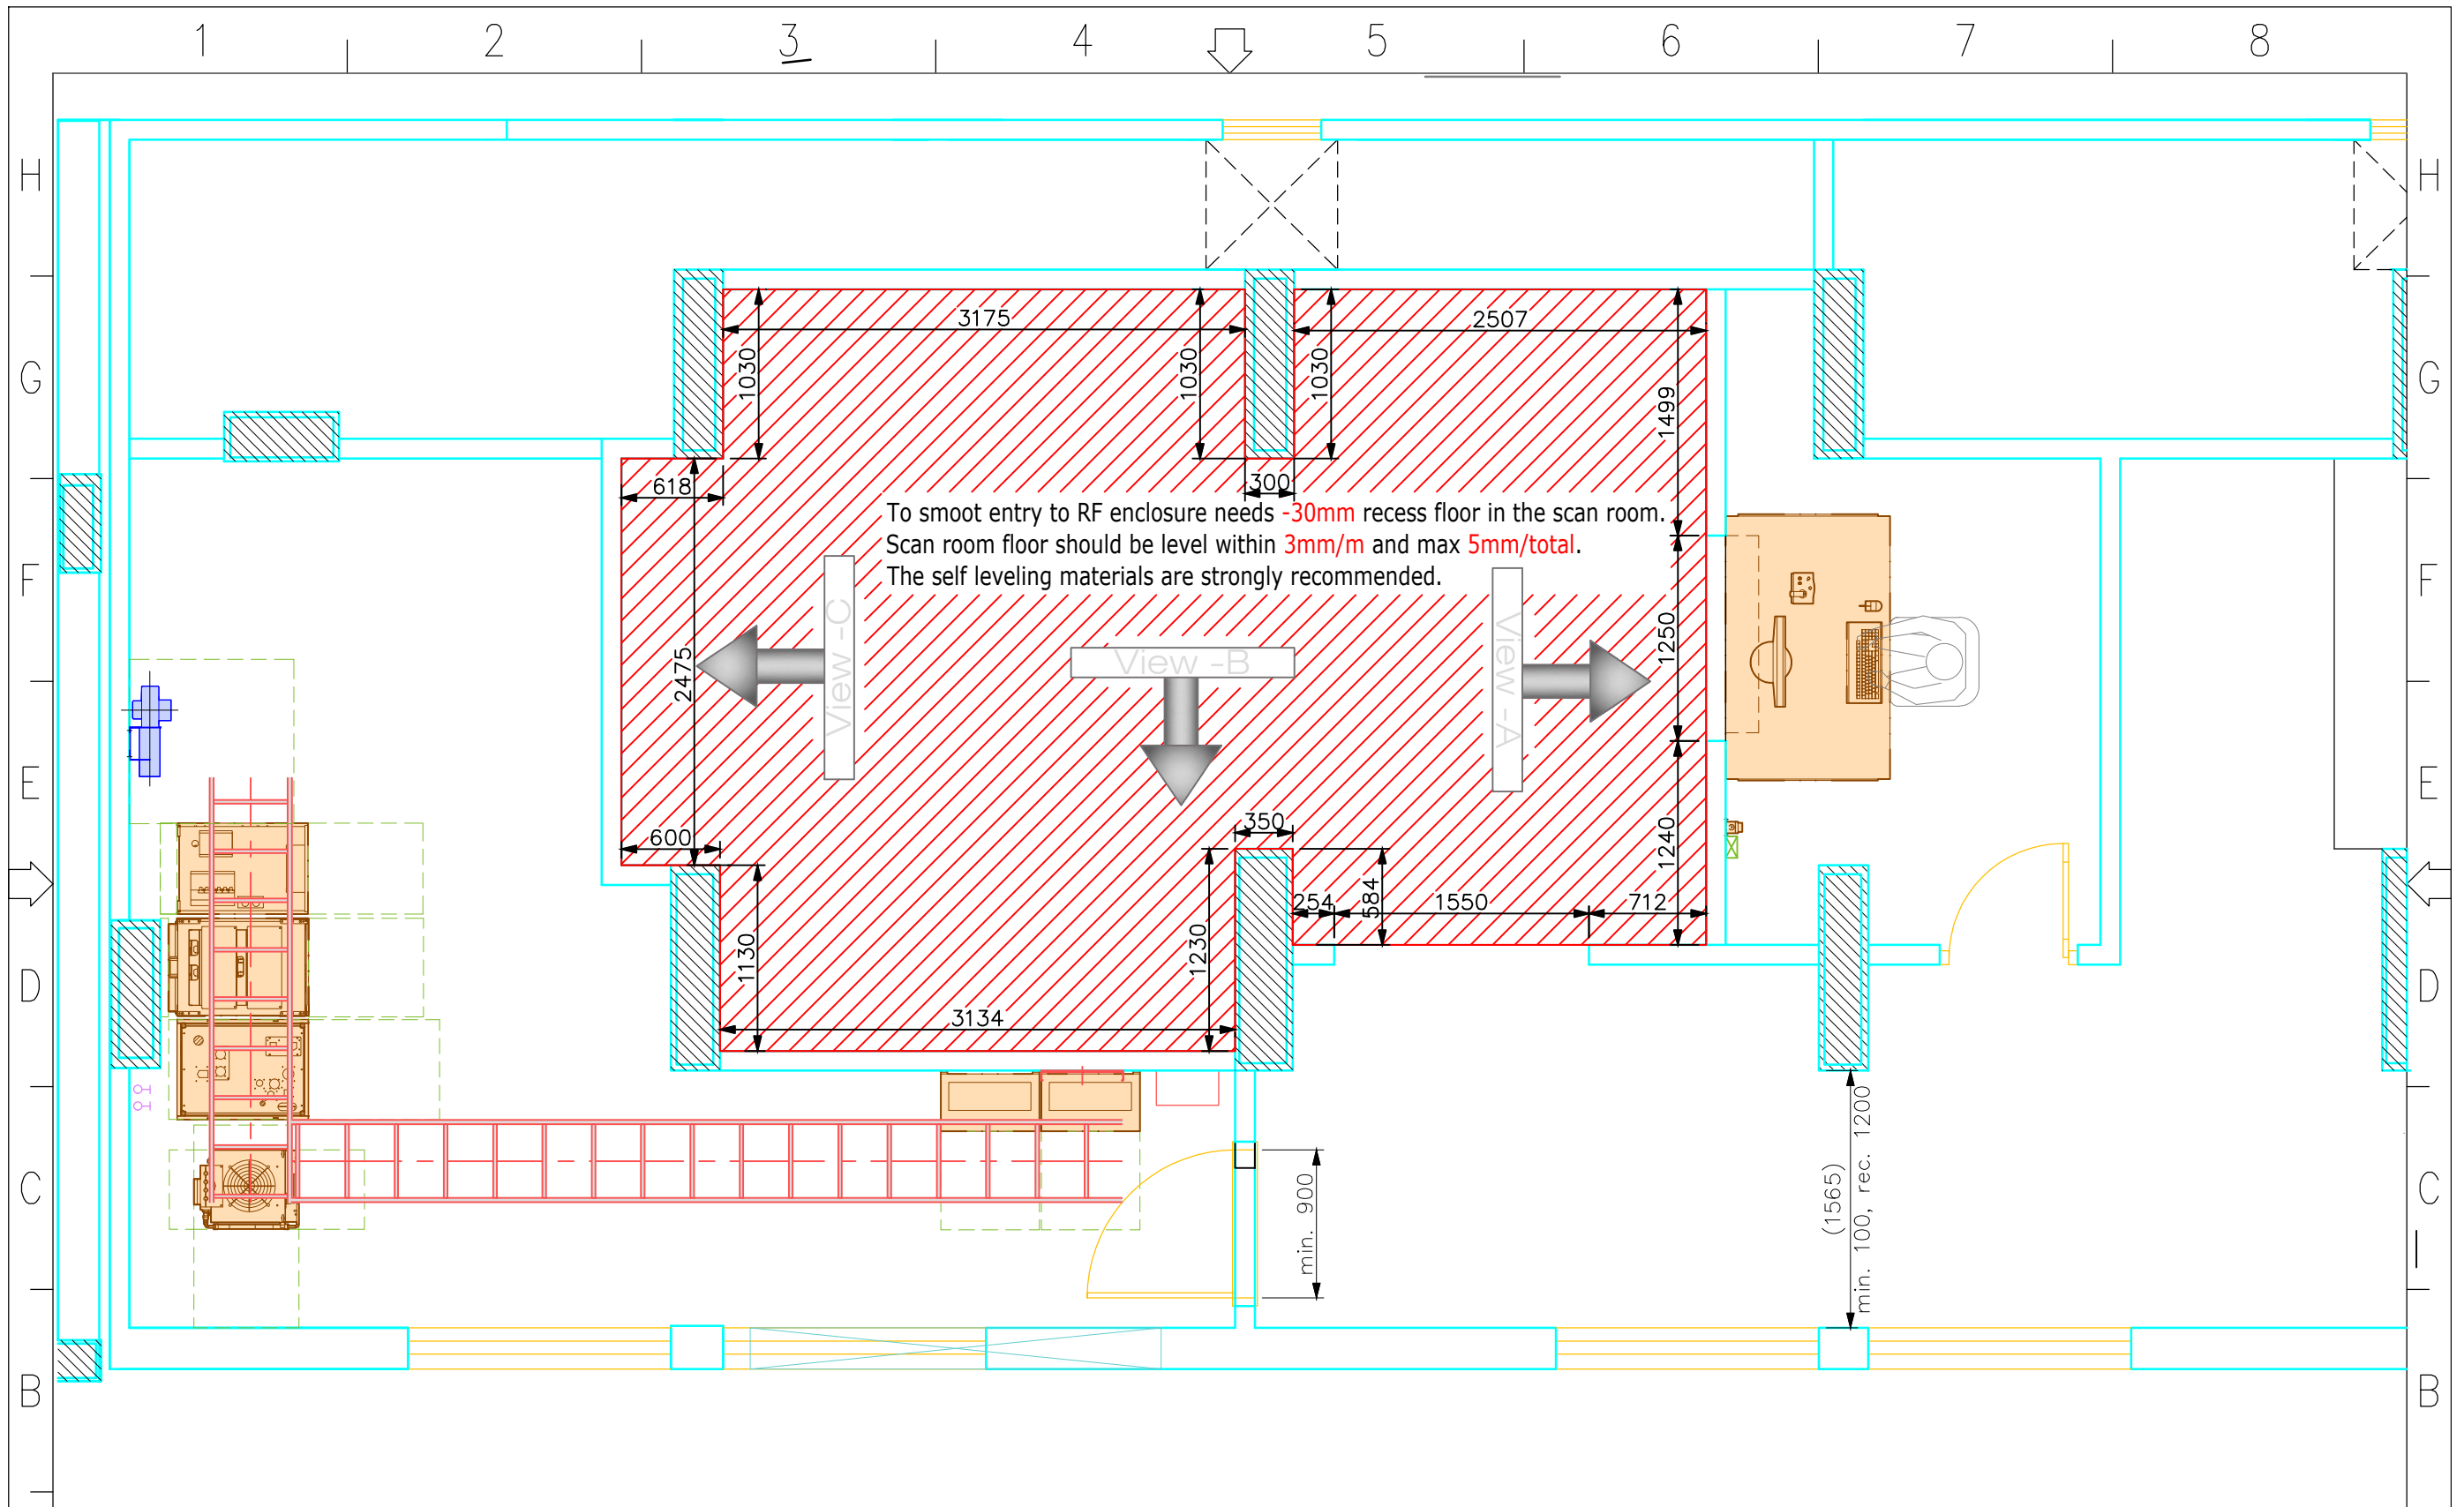 1 2 3 4 5 6 7 8
H H
3175 2507
1030 1030 1030
G G
1499
618 300
To smoot entry to RF enclosure needs -30mm recess floor in the scan room.
Scan room floor should be level within 3mm/m and max 5mm/total.
The self leveling materials are strongly recommended.
F F
View -C
View -B
View -A
2475 1250
E E
600 350 1240
254 584 1550 712
1130 1230
D D
3134
C C
min. 900
(1565)
min. 100, rec. 1200
B B